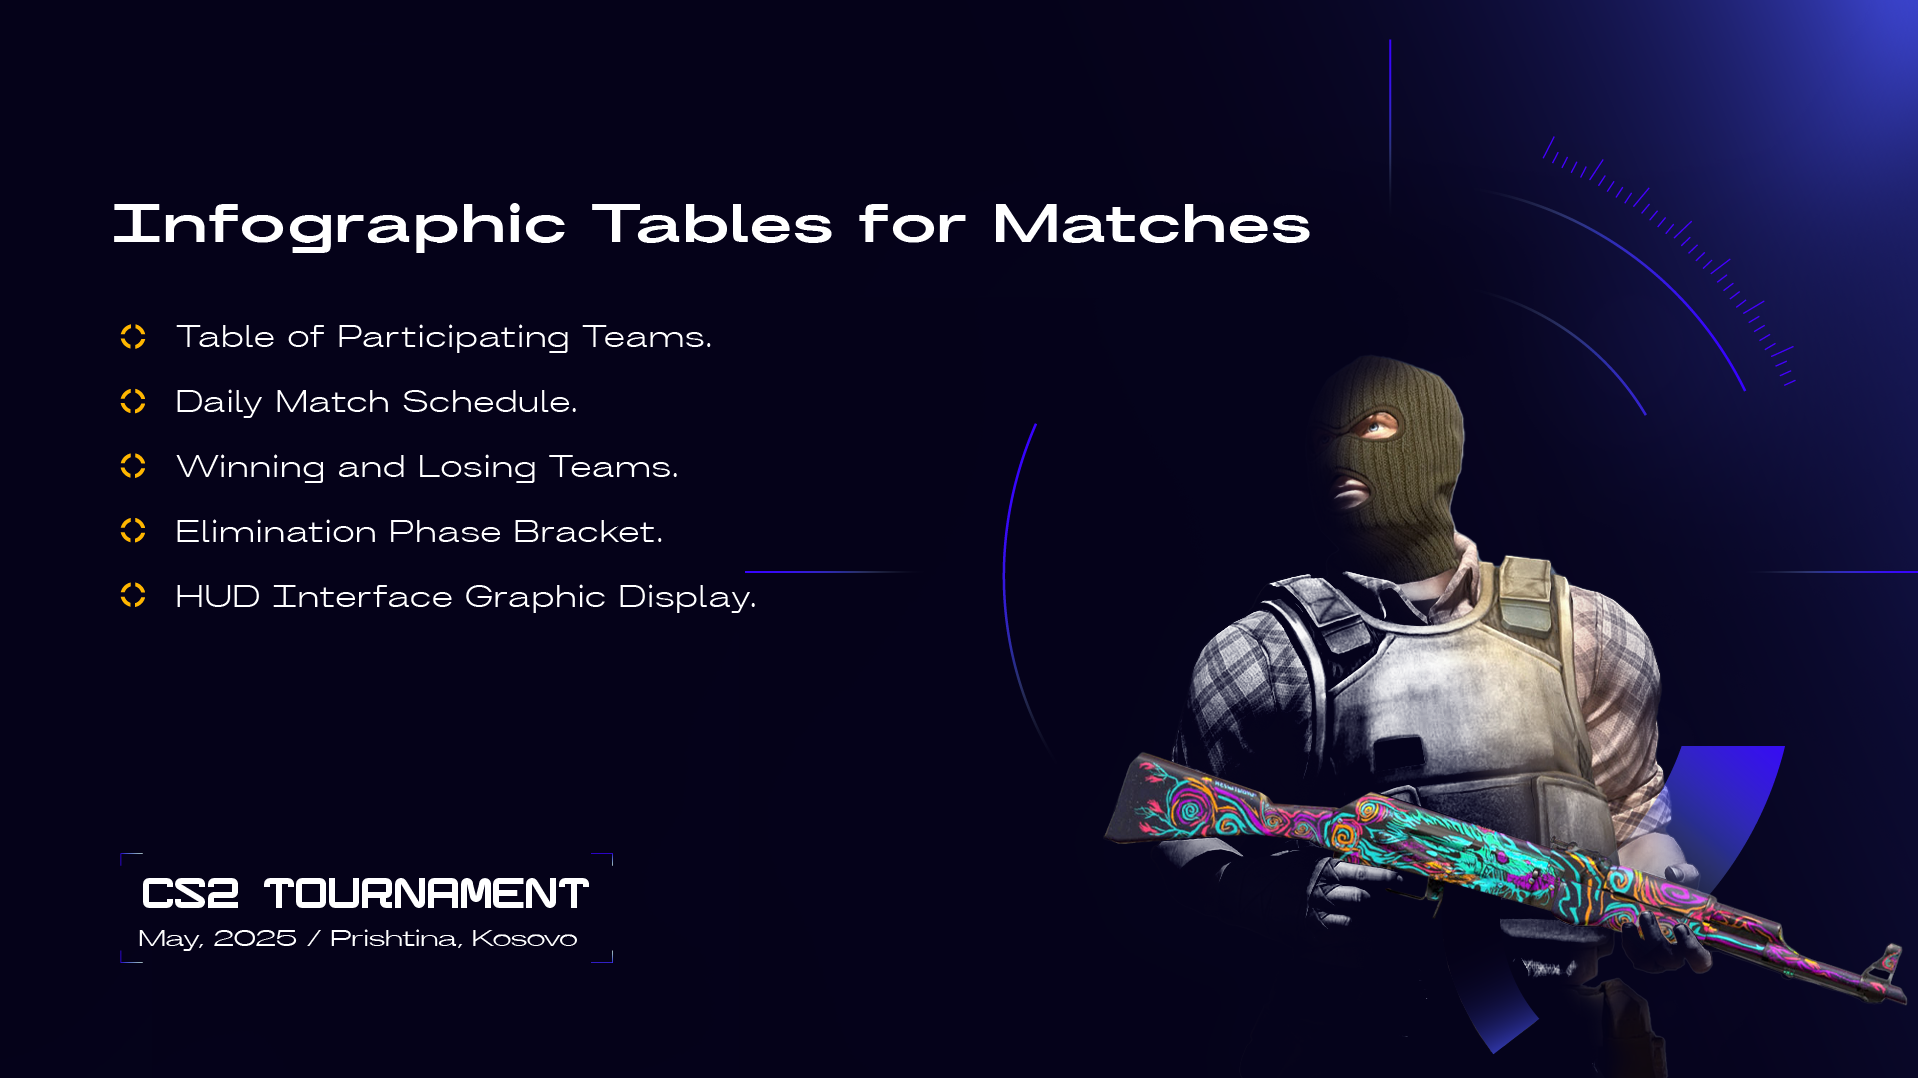 Infographic Tables for Matches
Table of Participating Teams.
Daily Match Schedule.
Winning and Losing Teams.
Elimination Phase Bracket.
HUD Interface Graphic Display.
CS2 TOURNAMENT
May, 2025 / Prishtina, Kosovo